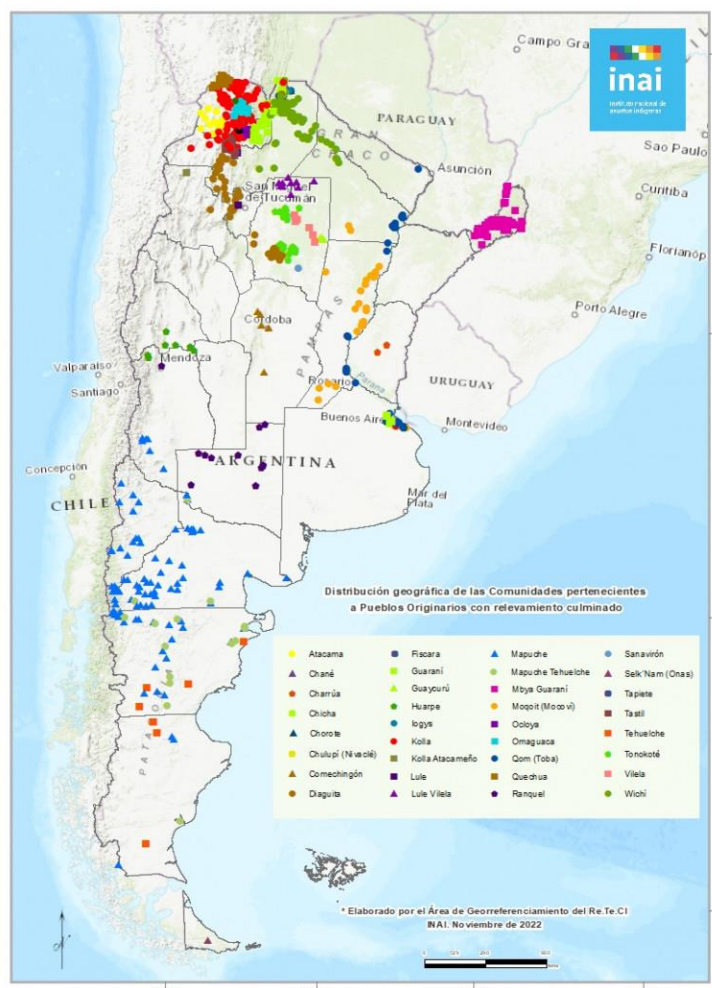 Campo Gra
inai
Instituto nacional de
asuntos indígenas
PARAGUAY
GRAN
CHACO
Sao Paulo
Asunción
Curitiba
San Miguel
de Tucumán
Florianóp
Porto Alegre
Córdoba
PAMPAS
Mendoza
Valparaíso
Santiago
Rosario
Paraná
URUGUAY
Buenos Aire
Montevideo
ARGENTINA
Concepción
CHILE
Mar del
Plata
Distribución geográfica de las Comunidades pertenecientes
a Pueblos Originarios con relevamiento culminado
Atacama
Chané
Charrúa
Chicha
Chorote
Chulupí (Nivaclé)
Comechingón
Diaguita
Fiscara
Guaraní
Guaycurú
Huarpe
Iogys
Kolla
Kolla Atacameño
Lule
Lule Vilela
Mapuche
Mapuche Tehuelche
Mbya Guaraní
Moqoit (Mocoví)
Ocloya
Omaguaca
Qom (Toba)
Quechua
Ranquel
Sanavirón
Selk'Nam (Onas)
Tapiete
Tastil
Tehuelche
Tonokoté
Vilela
Wichí
PATA
* Elaborado por el Área de Georreferenciamiento del Re.Te.CI
INAI. Noviembre de 2022